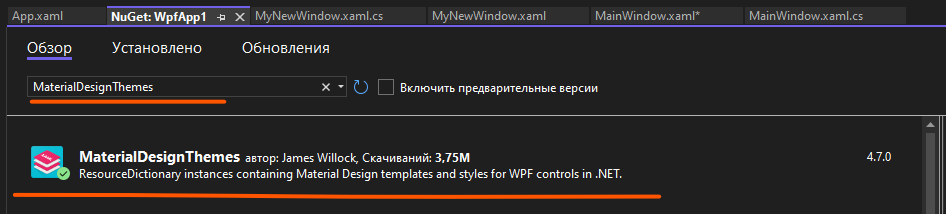 App.xaml NuGet: WpfApp1 MyNewWindow.xaml.cs MyNewWindow.xaml MainWindow.xaml* MainWindow.xaml.cs
Обзор Установлено Обновления
MaterialDesignThemes Включить предварительные версии
MaterialDesignThemes автор: James Willock, Скачиваний: 3,75M 4.7.0
ResourceDictionary instances containing Material Design templates and styles for WPF controls in .NET.